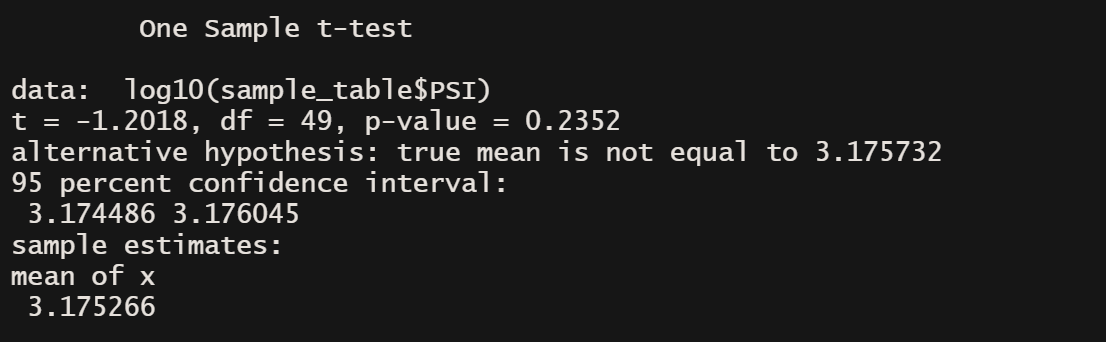 One Sample t-test
data:  log10(sample_table$PSI)
t = -1.2018, df = 49, p-value = 0.2352
alternative hypothesis: true mean is not equal to 3.175732
95 percent confidence interval:
 3.174486 3.176045
sample estimates:
mean of x
 3.175266